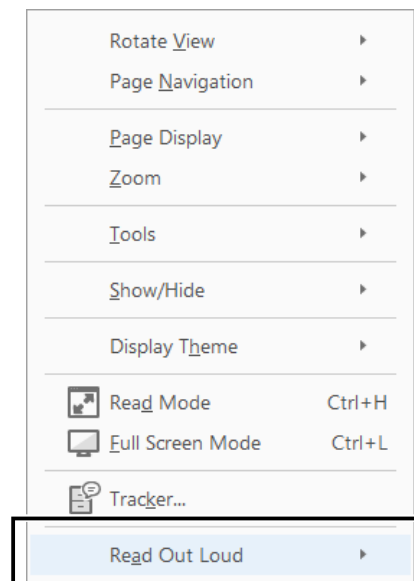 Rotate View
Page Navigation
Page Display
Zoom
Tools
Show/Hide
Display Theme
Read Mode Ctrl+H
Full Screen Mode Ctrl+L
Tracker...
Read Out Loud